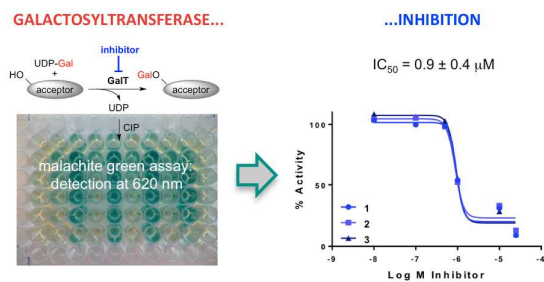 GALACTOSYLTRANSFERASE...
...INHIBITION
inhibitor
UDP-Gal
+
HO
GalT
GalO
acceptor
acceptor
UDP
CIP
malachite green assay:
detection at 620 nm
IC50 = 0.9 ± 0.4 μM
% Activity
100
50
0
1
2
3
-9
-8
-7
-6
-5
-4
Log M Inhibitor